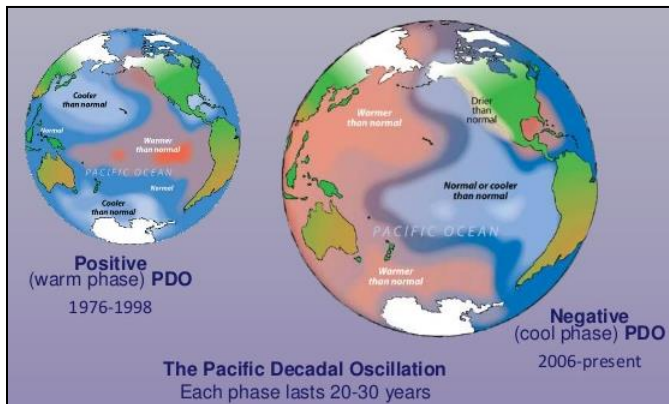 Cooler
than normal
Normal
Warmer
than normal
PACIFIC OCEAN
Normal
Cooler
than normal
Positive
(warm phase) PDO
1976-1998
Warmer
than normal
Drier
than
normal
Normal or cooler
than normal
PACIFIC OCEAN
Warmer
than normal
Negative
(cool phase) PDO
2006-present
The Pacific Decadal Oscillation
Each phase lasts 20-30 years